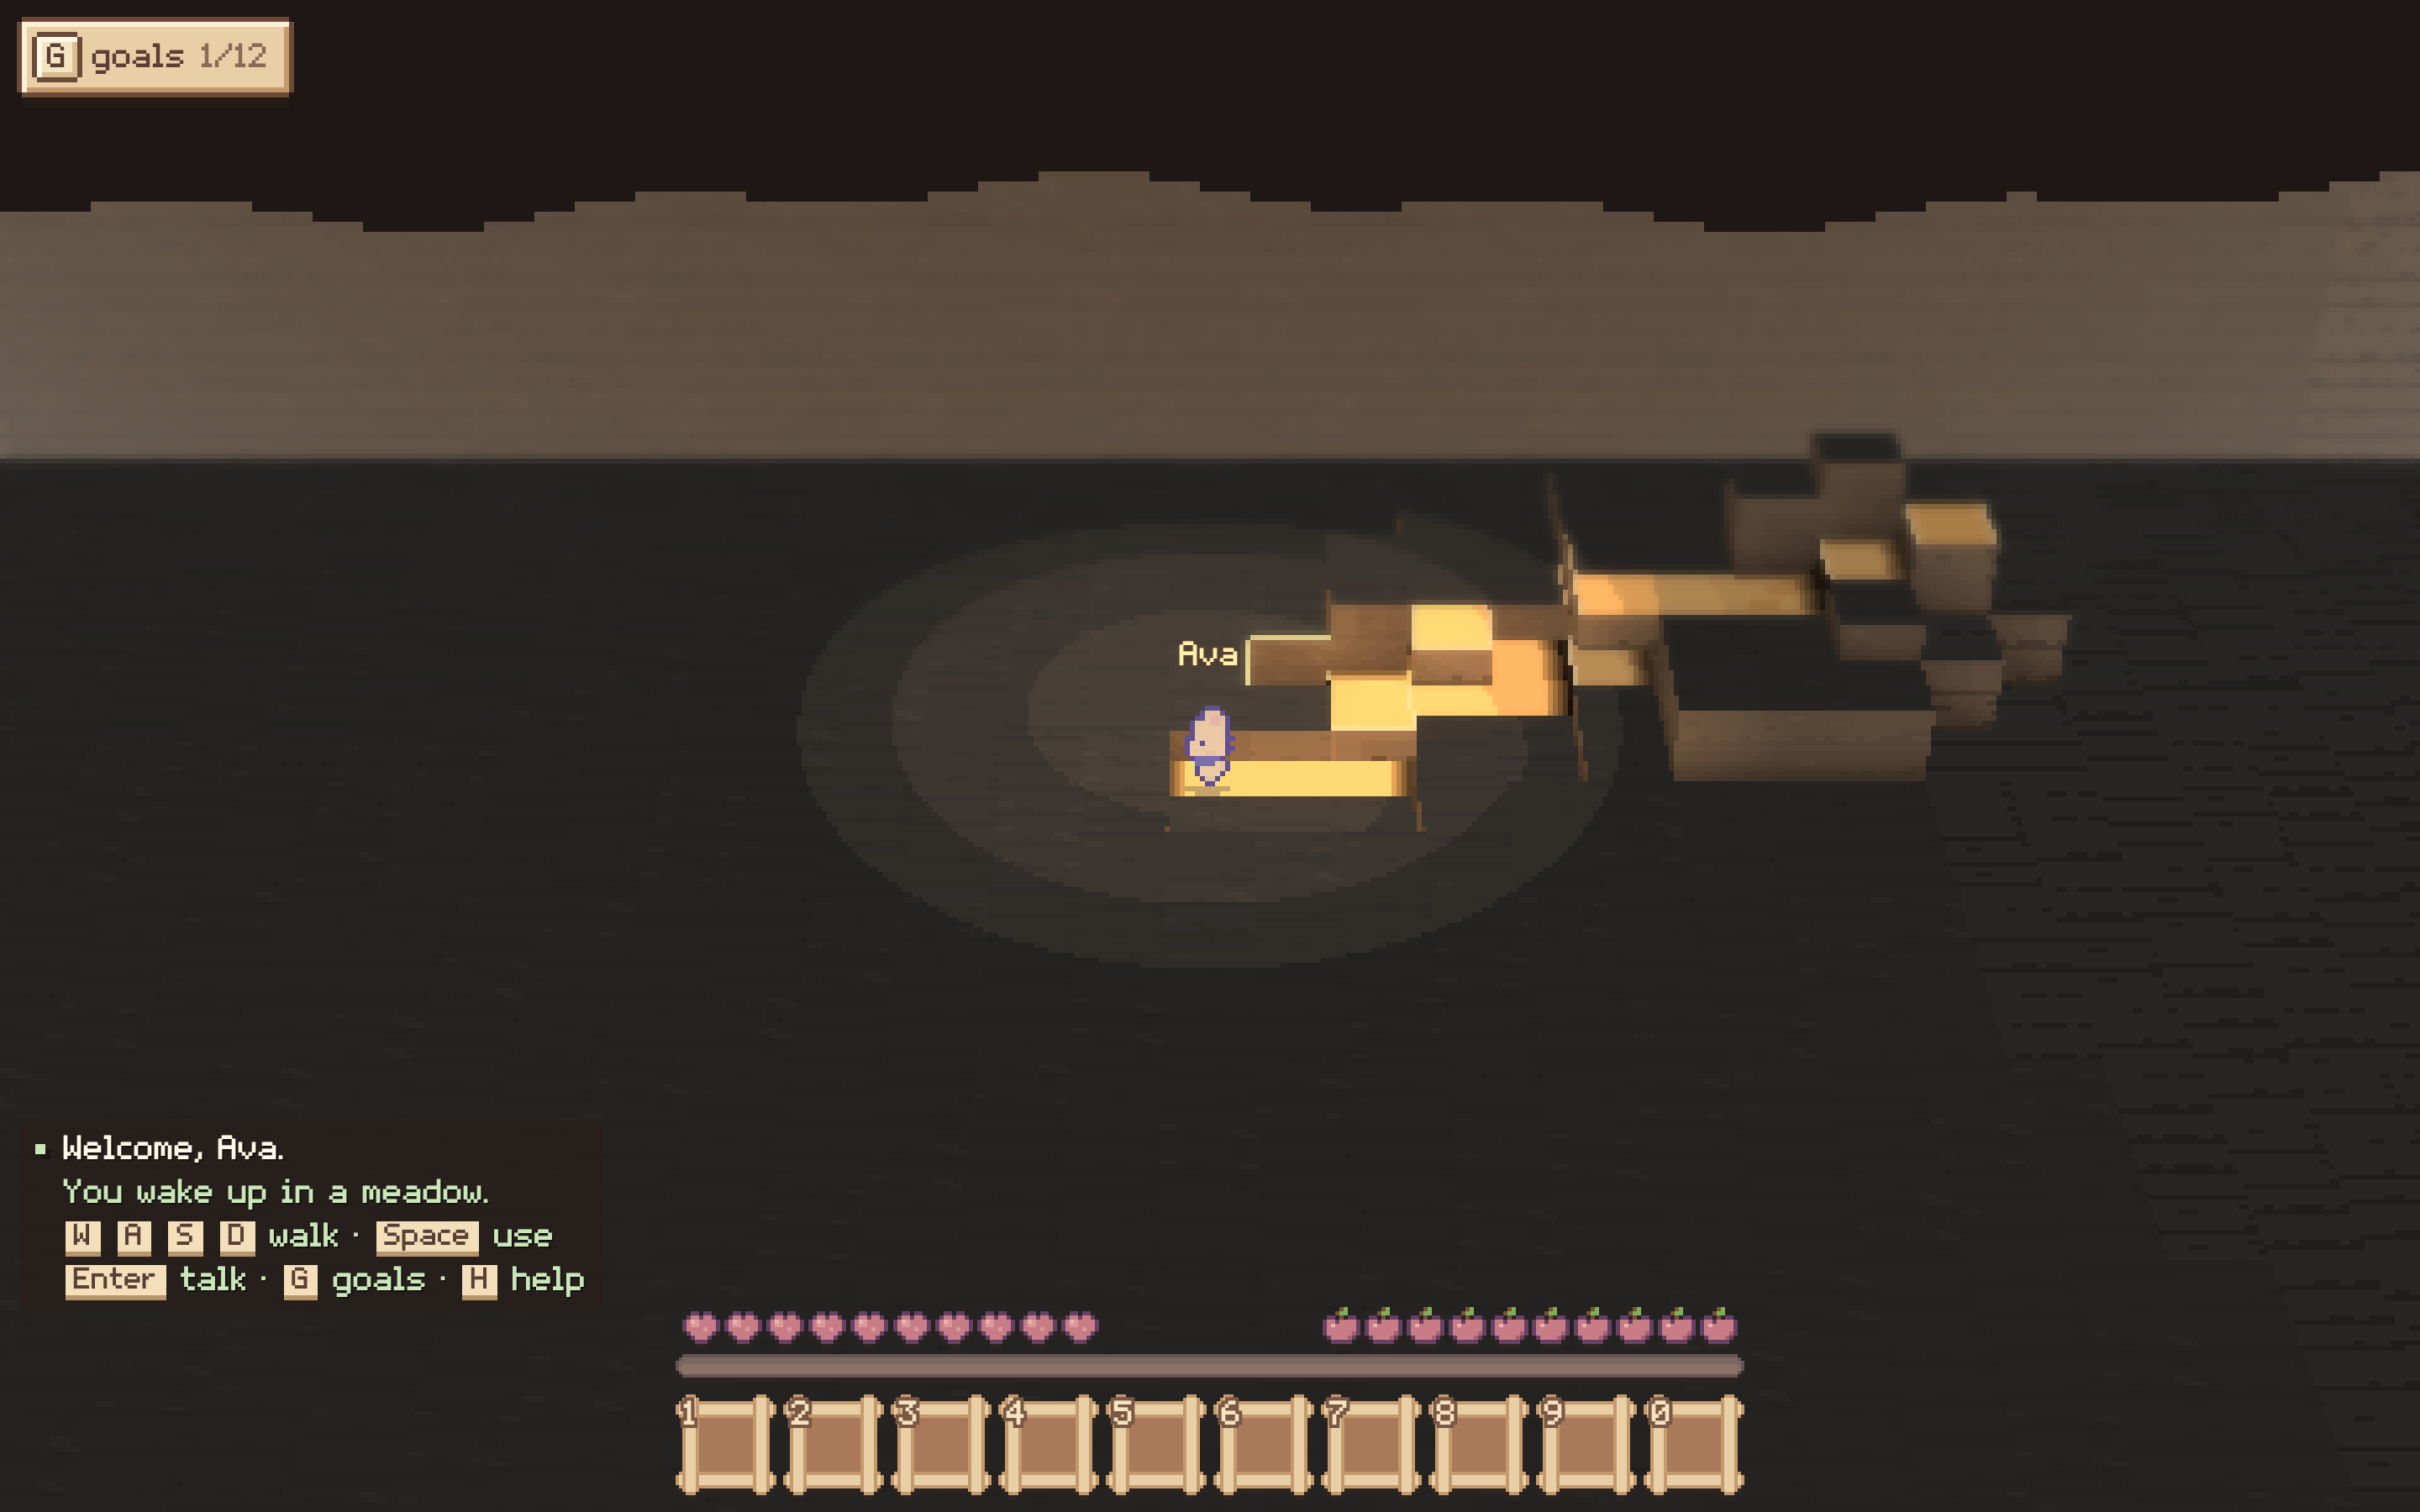 G goals 1/12
Ava
Welcome, Ava.
You wake up in a meadow.
W A S D walk · Space use
Enter talk · G goals · H help
1 2 3 4 5 6 7 8 9 0